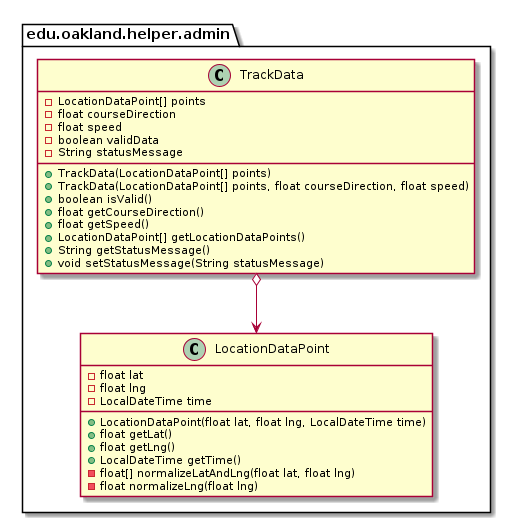 edu.oakland.helper.admin
C TrackData
LocationDataPoint[] points
float courseDirection
float speed
boolean validData
String statusMessage
TrackData(LocationDataPoint[] points)
TrackData(LocationDataPoint[] points, float courseDirection, float speed)
boolean isValid()
float getCourseDirection()
float getSpeed()
LocationDataPoint[] getLocationDataPoints()
String getStatusMessage()
void setStatusMessage(String statusMessage)
C LocationDataPoint
float lat
float lng
LocalDateTime time
LocationDataPoint(float lat, float lng, LocalDateTime time)
float getLat()
float getLng()
LocalDateTime getTime()
float[] normalizeLatAndLng(float lat, float lng)
float normalizeLng(float lng)